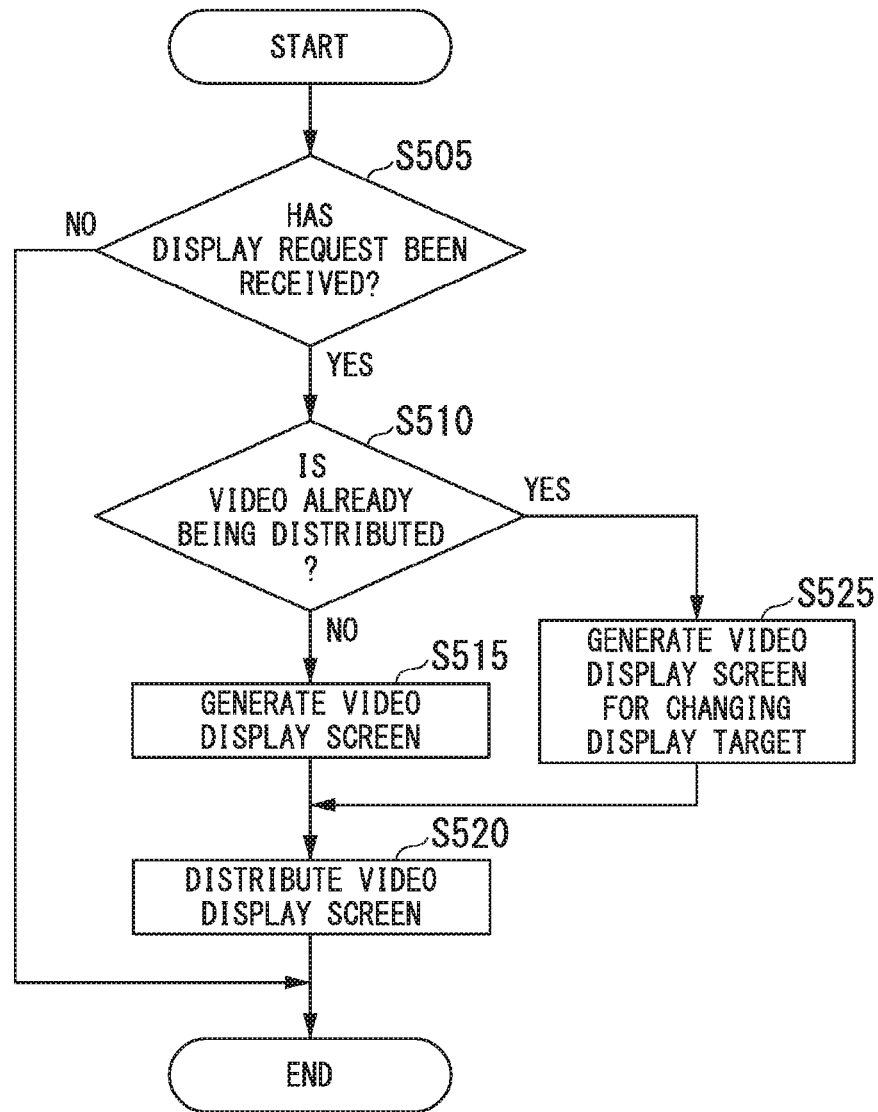 START
S505
NO
HAS
DISPLAY REQUEST BEEN
RECEIVED?
YES
S510
IS
VIDEO ALREADY
BEING DISTRIBUTED
?
YES
NO
S525
GENERATE VIDEO
DISPLAY SCREEN
FOR CHANGING
DISPLAY TARGET
S515
GENERATE VIDEO
DISPLAY SCREEN
S520
DISTRIBUTE VIDEO
DISPLAY SCREEN
END